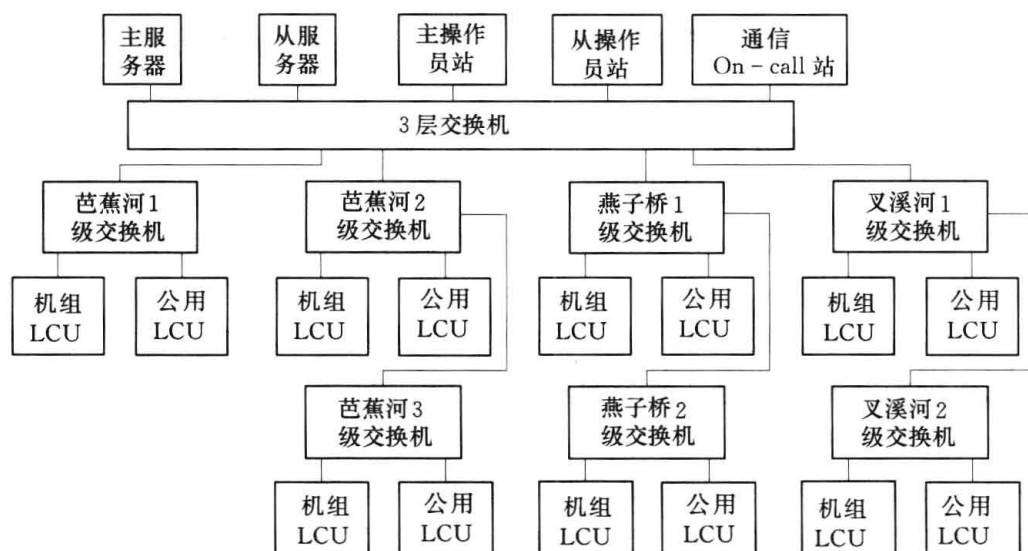 主服
务器
从服
务器
主操作
员站
从操作
员站
通信
On-call 站
3 层交换机
芭蕉河1
级交换机
芭蕉河2
级交换机
燕子桥1
级交换机
叉溪河1
级交换机
机组
LCU
公用
LCU
机组
LCU
公用
LCU
机组
LCU
公用
LCU
机组
LCU
公用
LCU
芭蕉河3
级交换机
燕子桥2
级交换机
叉溪河2
级交换机
机组
LCU
公用
LCU
机组
LCU
公用
LCU
机组
LCU
公用
LCU